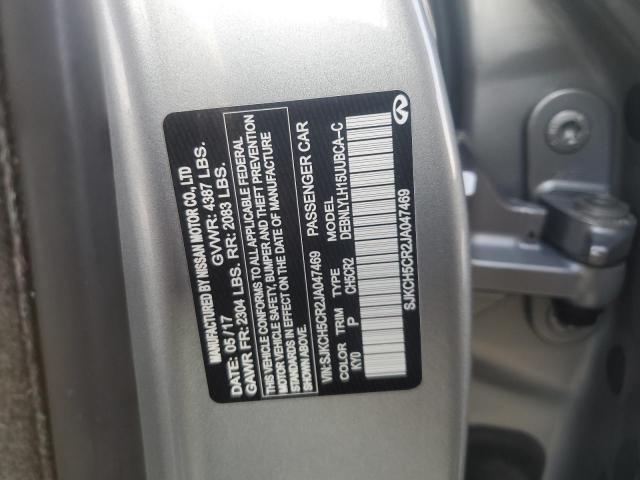 MANUFACTURED BY NISSAN MOTOR CO., LTD
DATE: 05/17 GVWR: 4387 LBS.
GAWR FR: 2304 LBS. RR: 2083 LBS.
THIS VEHICLE CONFORMS TO ALL APPLICABLE FEDERAL
MOTOR VEHICLE SAFETY, BUMPER AND THEFT PREVENTION
STANDARDS IN EFFECT ON THE DATE OF MANUFACTURE
SHOWN ABOVE.
VIN:SJKCH5CR2JA047469 PASSENGER CAR
COLOR TRIM TYPE MODEL
KY0 P CH5CR2 DEBNLYLH15UUBCA-C
SJKCH5CR2JA047469